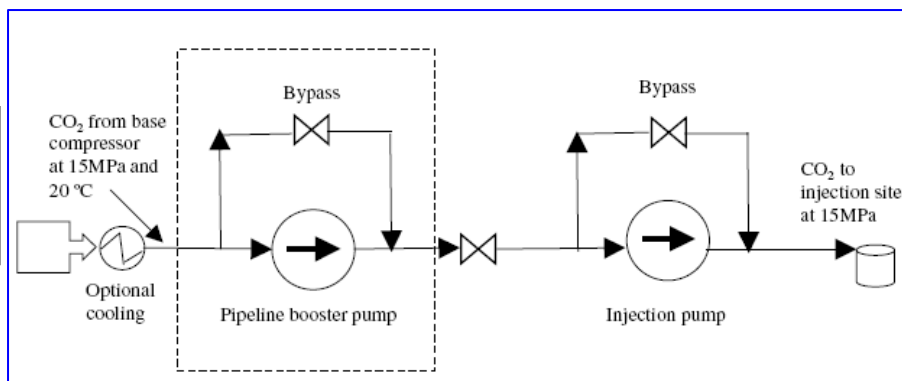 Bypass
CO₂ from base
compressor
at 15MPa and
20 ºC
Optional
cooling
Pipeline booster pump
Bypass
CO₂ to
injection site
at 15MPa
Injection pump